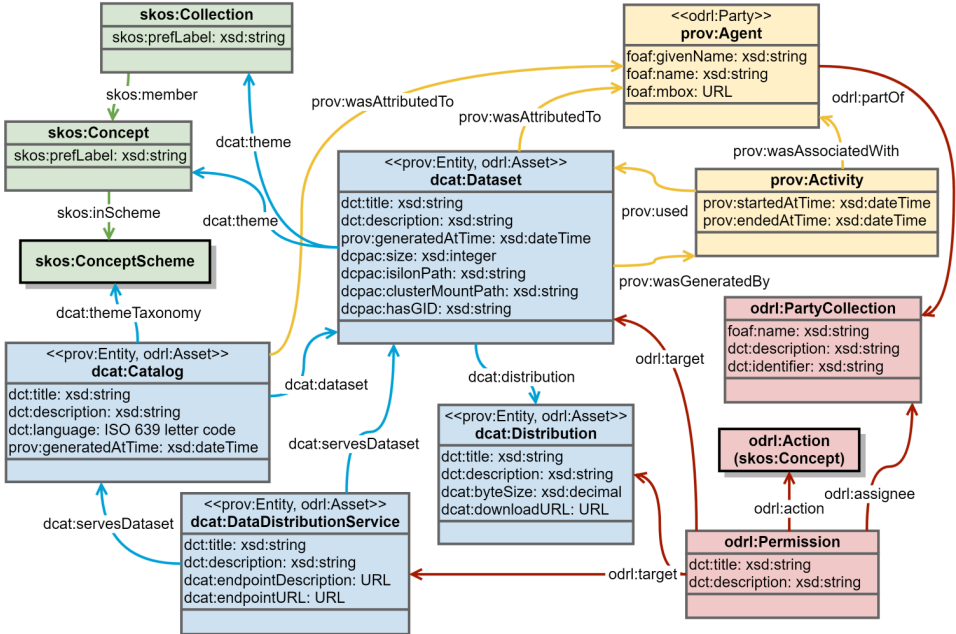 skos:Collection
skos:prefLabel: xsd:string
skos:member
skos:Concept
skos:prefLabel: xsd:string
skos:inScheme
skos:ConceptScheme
dcat:themeTaxonomy
dcat:theme
dcat:theme
prov:wasAttributedTo
prov:wasAttributedTo
<<odrl:Party>>
prov:Agent
foaf:givenName: xsd:string
foaf:name: xsd:string
foaf:mbox: URL
odrl:partOf
prov:wasAssociatedWith
<<prov:Entity, odrl:Asset>>
dcat:Dataset
dct:title: xsd:string
dct:description: xsd:string
prov:generatedAtTime: xsd:dateTime
dcpac:size: xsd:integer
dcpac:isilonPath: xsd:string
dcpac:clusterMountPath: xsd:string
dcpac:hasGID: xsd:string
prov:used
prov:Activity
prov:startedAtTime: xsd:dateTime
prov:endedAtTime: xsd:dateTime
prov:wasGeneratedBy
odrl:PartyCollection
foaf:name: xsd:string
dct:description: xsd:string
dct:identifier: xsd:string
<<prov:Entity, odrl:Asset>>
dcat:Catalog
dct:title: xsd:string
dct:description: xsd:string
dct:language: ISO 639 letter code
prov:generatedAtTime: xsd:dateTime
dcat:dataset
dcat:distribution
odrl:target
<<prov:Entity, odrl:Asset>>
dcat:Distribution
dct:title: xsd:string
dct:description: xsd:string
dcat:byteSize: xsd:decimal
dcat:downloadURL: URL
odrl:Action
(skos:Concept)
dcat:servesDataset
dcat:servesDataset
<<prov:Entity, odrl:Asset>>
dcat:DataDistributionService
dct:title: xsd:string
dct:description: xsd:string
dcat:endpointDescription: URL
dcat:endpointURL: URL
odrl:assignee
odrl:action
odrl:target
odrl:Permission
dct:title: xsd:string
dct:description: xsd:string